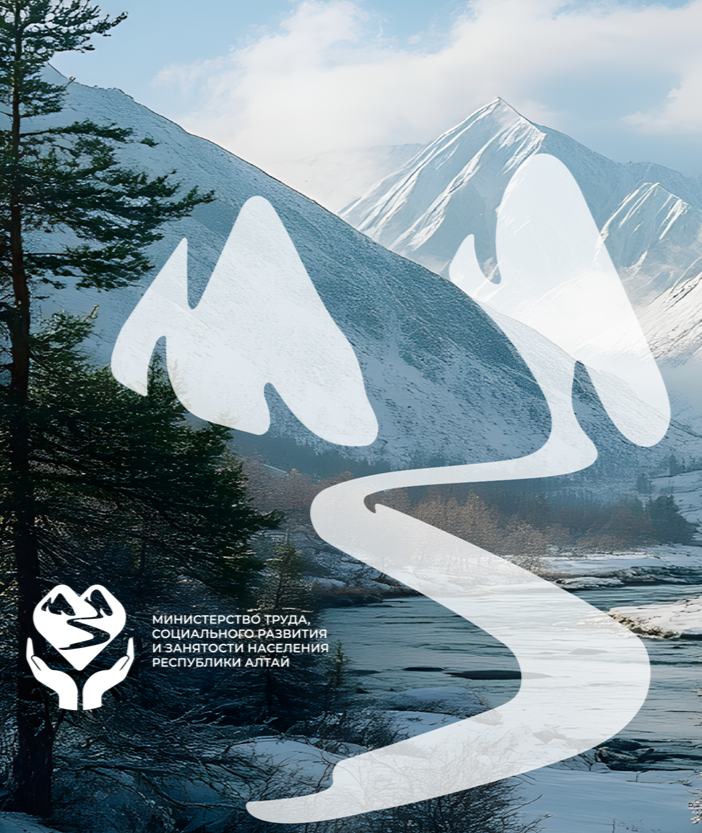 МИНИСТЕРСТВО ТРУДА,
СОЦИАЛЬНОГО РАЗВИТИЯ
И ЗАНЯТОСТИ НАСЕЛЕНИЯ
РЕСПУБЛИКИ АЛТАЙ